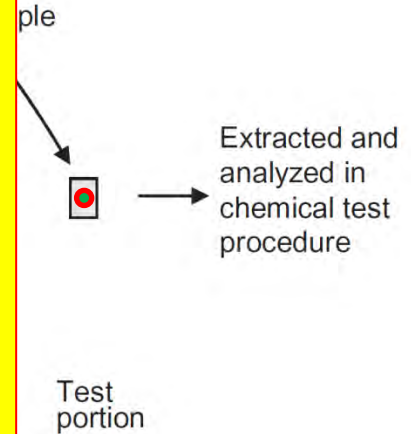 ple
Extracted and
analyzed in
chemical test
procedure
Test
portion